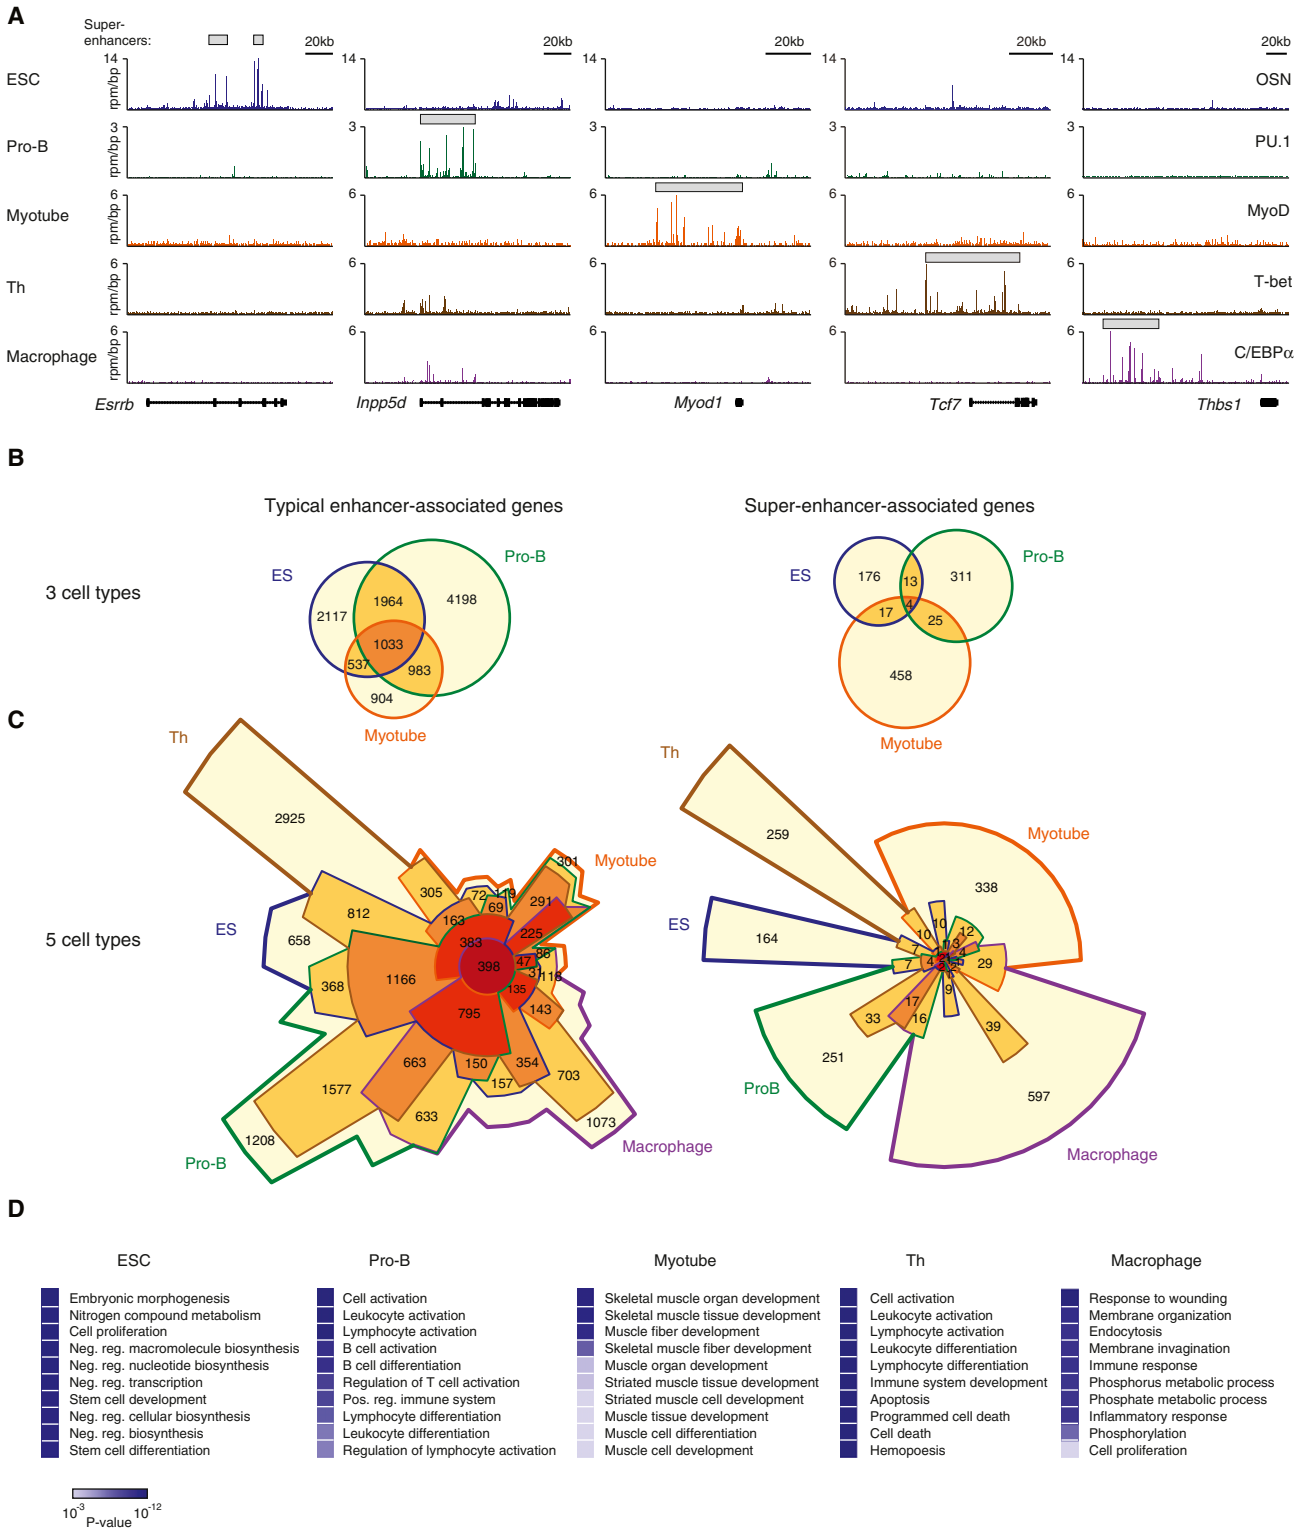 A
Super-
enhancers:
20kb
20kb
20kb
20kb
20kb
ESC
14
rpm/bp
14
14
14
14
OSN
Pro-B
3
rpm/bp
3
3
3
3
PU.1
Myotube
6
rpm/bp
6
6
6
6
MyoD
Th
6
rpm/bp
6
6
6
6
T-bet
Macrophage
6
rpm/bp
6
6
6
6
C/EBPα
Esrrb
Inpp5d
Myod1
Tcf7
Thbs1
B
Typical enhancer-associated genes
Super-enhancer-associated genes
3 cell types
ES
Pro-B
2117
1964
4198
1033
537
983
904
Myotube
ES
Pro-B
176
13
311
4
17
25
458
Myotube
C
5 cell types
Th
2925
ES
658
812
305
163
72
119
69
301
Myotube
291
225
383
398
47
86
31
118
135
143
368
1166
795
663
150
354
157
703
1577
633
1208
1073
Pro-B
Macrophage
Th
259
Myotube
338
ES
164
10
10
12
7
3
4
7
4
29
17
16
9
33
39
251
ProB
597
Macrophage
D
ESC
Embryonic morphogenesis
Nitrogen compound metabolism
Cell proliferation
Neg. reg. macromolecule biosynthesis
Neg. reg. nucleotide biosynthesis
Neg. reg. transcription
Stem cell development
Neg. reg. cellular biosynthesis
Neg. reg. biosynthesis
Stem cell differentiation
Pro-B
Cell activation
Leukocyte activation
Lymphocyte activation
B cell activation
B cell differentiation
Regulation of T cell activation
Pos. reg. immune system
Lymphocyte differentiation
Leukocyte differentiation
Regulation of lymphocyte activation
Myotube
Skeletal muscle organ development
Skeletal muscle tissue development
Muscle fiber development
Skeletal muscle fiber development
Muscle organ development
Striated muscle tissue development
Striated muscle cell development
Muscle tissue development
Muscle cell differentiation
Muscle cell development
Th
Cell activation
Leukocyte activation
Lymphocyte activation
Leukocyte differentiation
Lymphocyte differentiation
Immune system development
Apoptosis
Programmed cell death
Cell death
Hemopoesis
Macrophage
Response to wounding
Membrane organization
Endocytosis
Membrane invagination
Immune response
Phosphorus metabolic process
Phosphate metabolic process
Inflammatory response
Phosphorylation
Cell proliferation
10-3
10-12
P-value